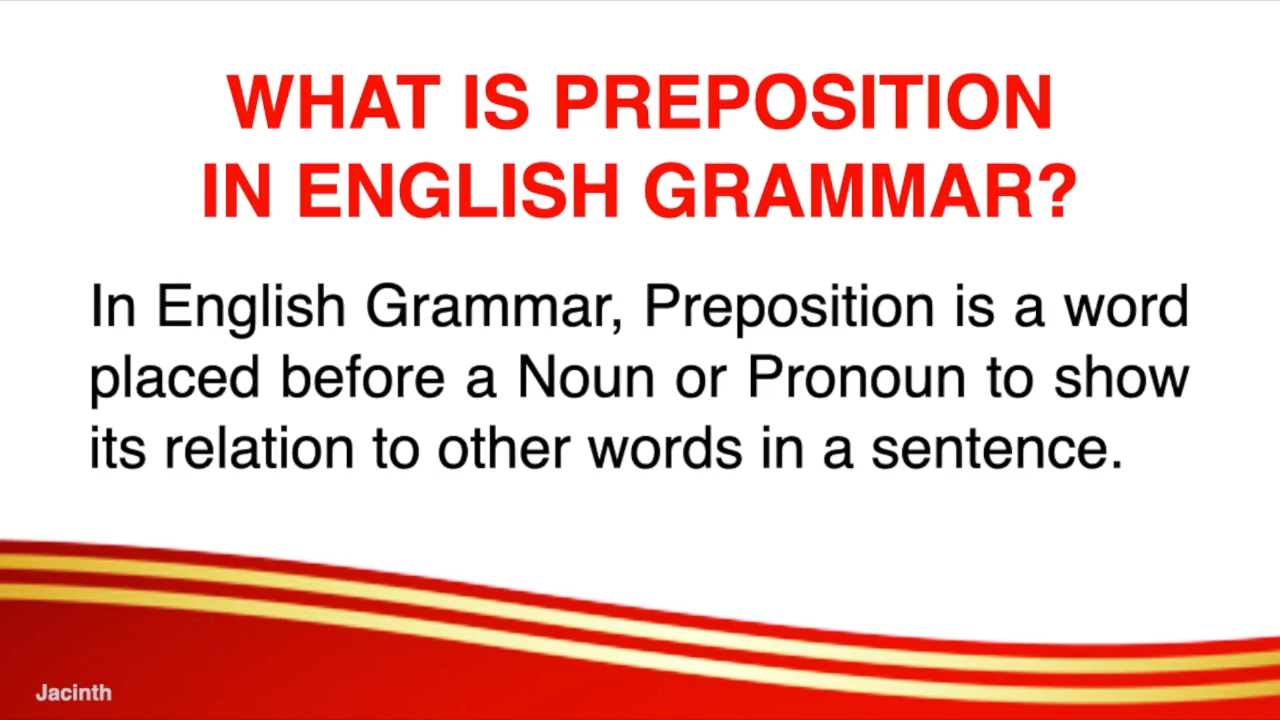 WHAT IS PREPOSITION
IN ENGLISH GRAMMAR?
In English Grammar, Preposition is a word
placed before a Noun or Pronoun to show
its relation to other words in a sentence.
Jacinth